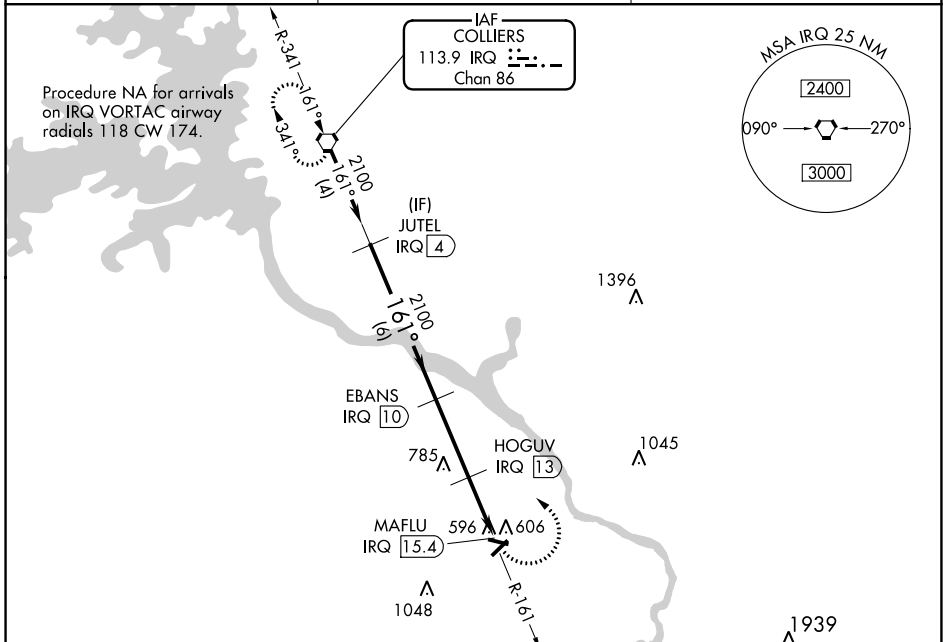 IAF
COLLIERS
113.9 IRQ
Chan 86
MSA IRQ 25 NM
2400
090°
270°
3000
Procedure NA for arrivals
on IRQ VORTAC airway
radials 118 CW 174.
R-341
161°
341°
2100
161°
(4)
(IF)
JUTEL
IRQ 4
1396
2100
161°
(6)
EBANS
IRQ 10
785
HOGUV
IRQ 13
1045
MAFLU
IRQ 15.4
596
606
1048
R-161
1939